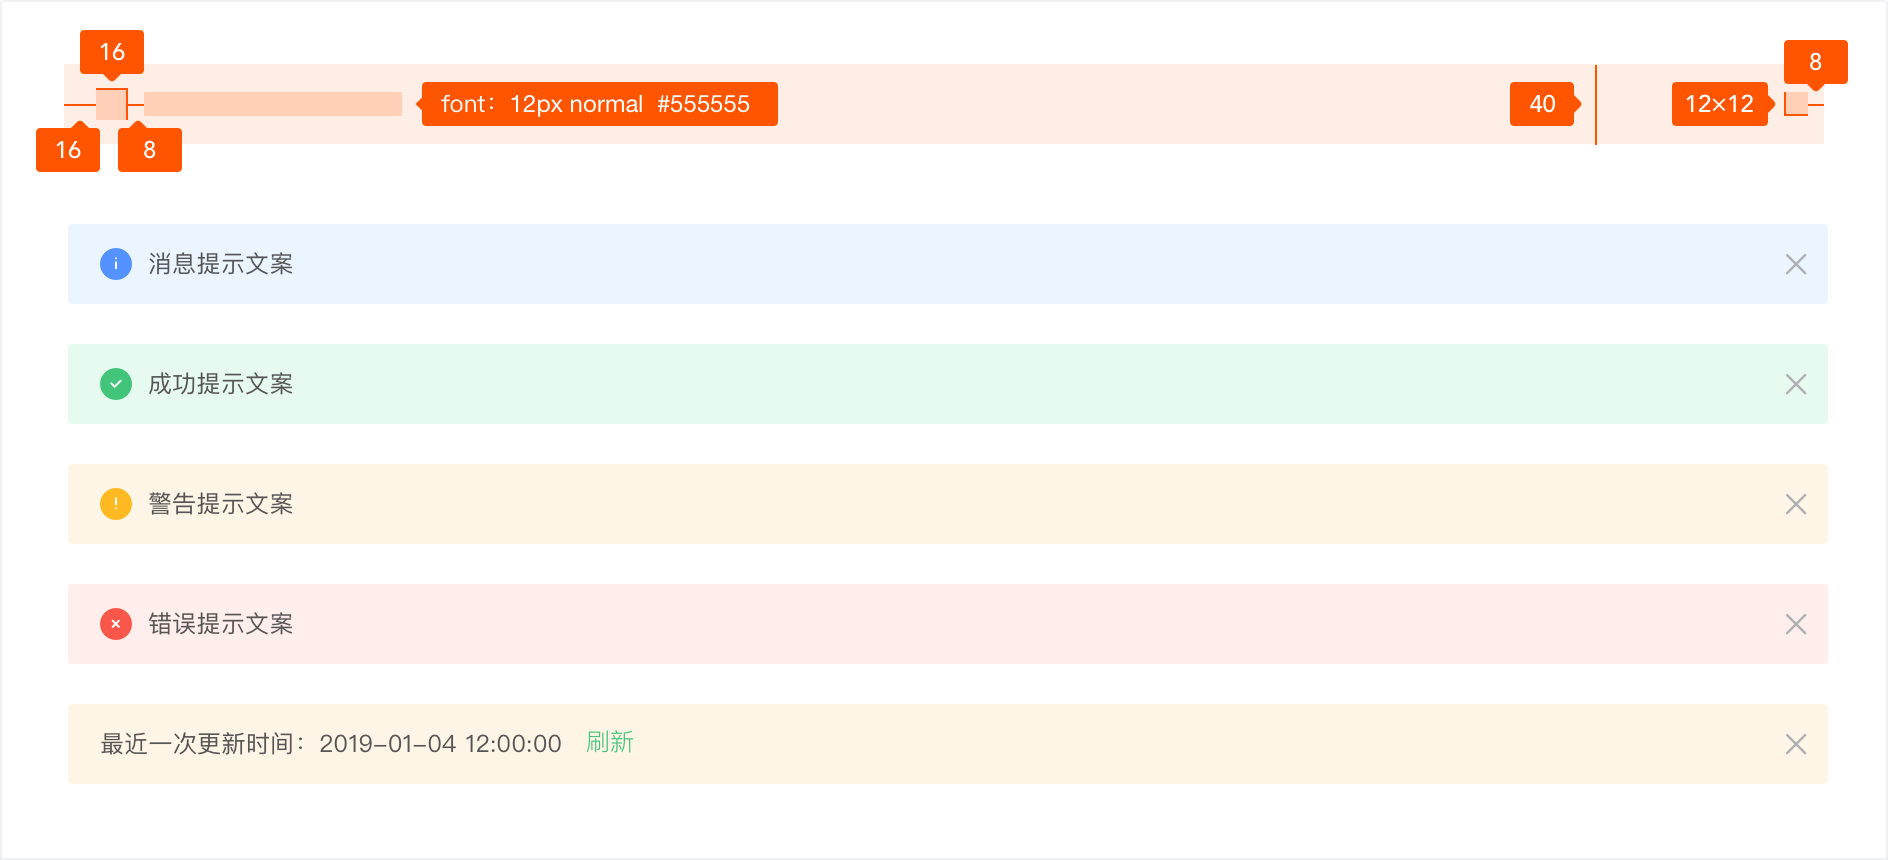 16
8
font：12px normal #555555
40
12×12
16
8
消息提示文案
成功提示文案
警告提示文案
错误提示文案
最近一次更新时间：2019-01-04 12:00:00 刷新